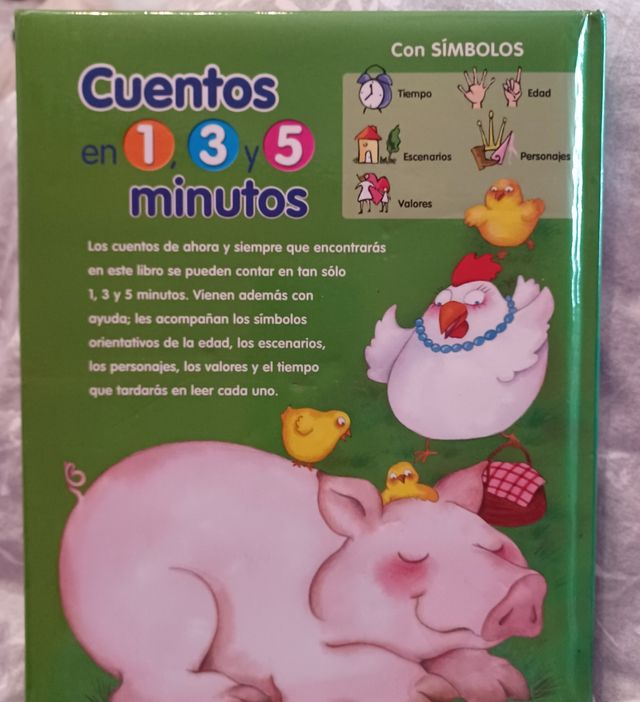 Con SÍMBOLOS
Tiempo
Edad
Escenarios
Personajes
Valores
Cuentos
en 1, 3 y 5
minutos
Los cuentos de ahora y siempre que encontrarás
en este libro se pueden contar en tan sólo
1, 3 y 5 minutos. Vienen además con
ayuda; les acompañan los símbolos
orientativos de la edad, los escenarios,
los personajes, los valores y el tiempo
que tardarás en leer cada uno.